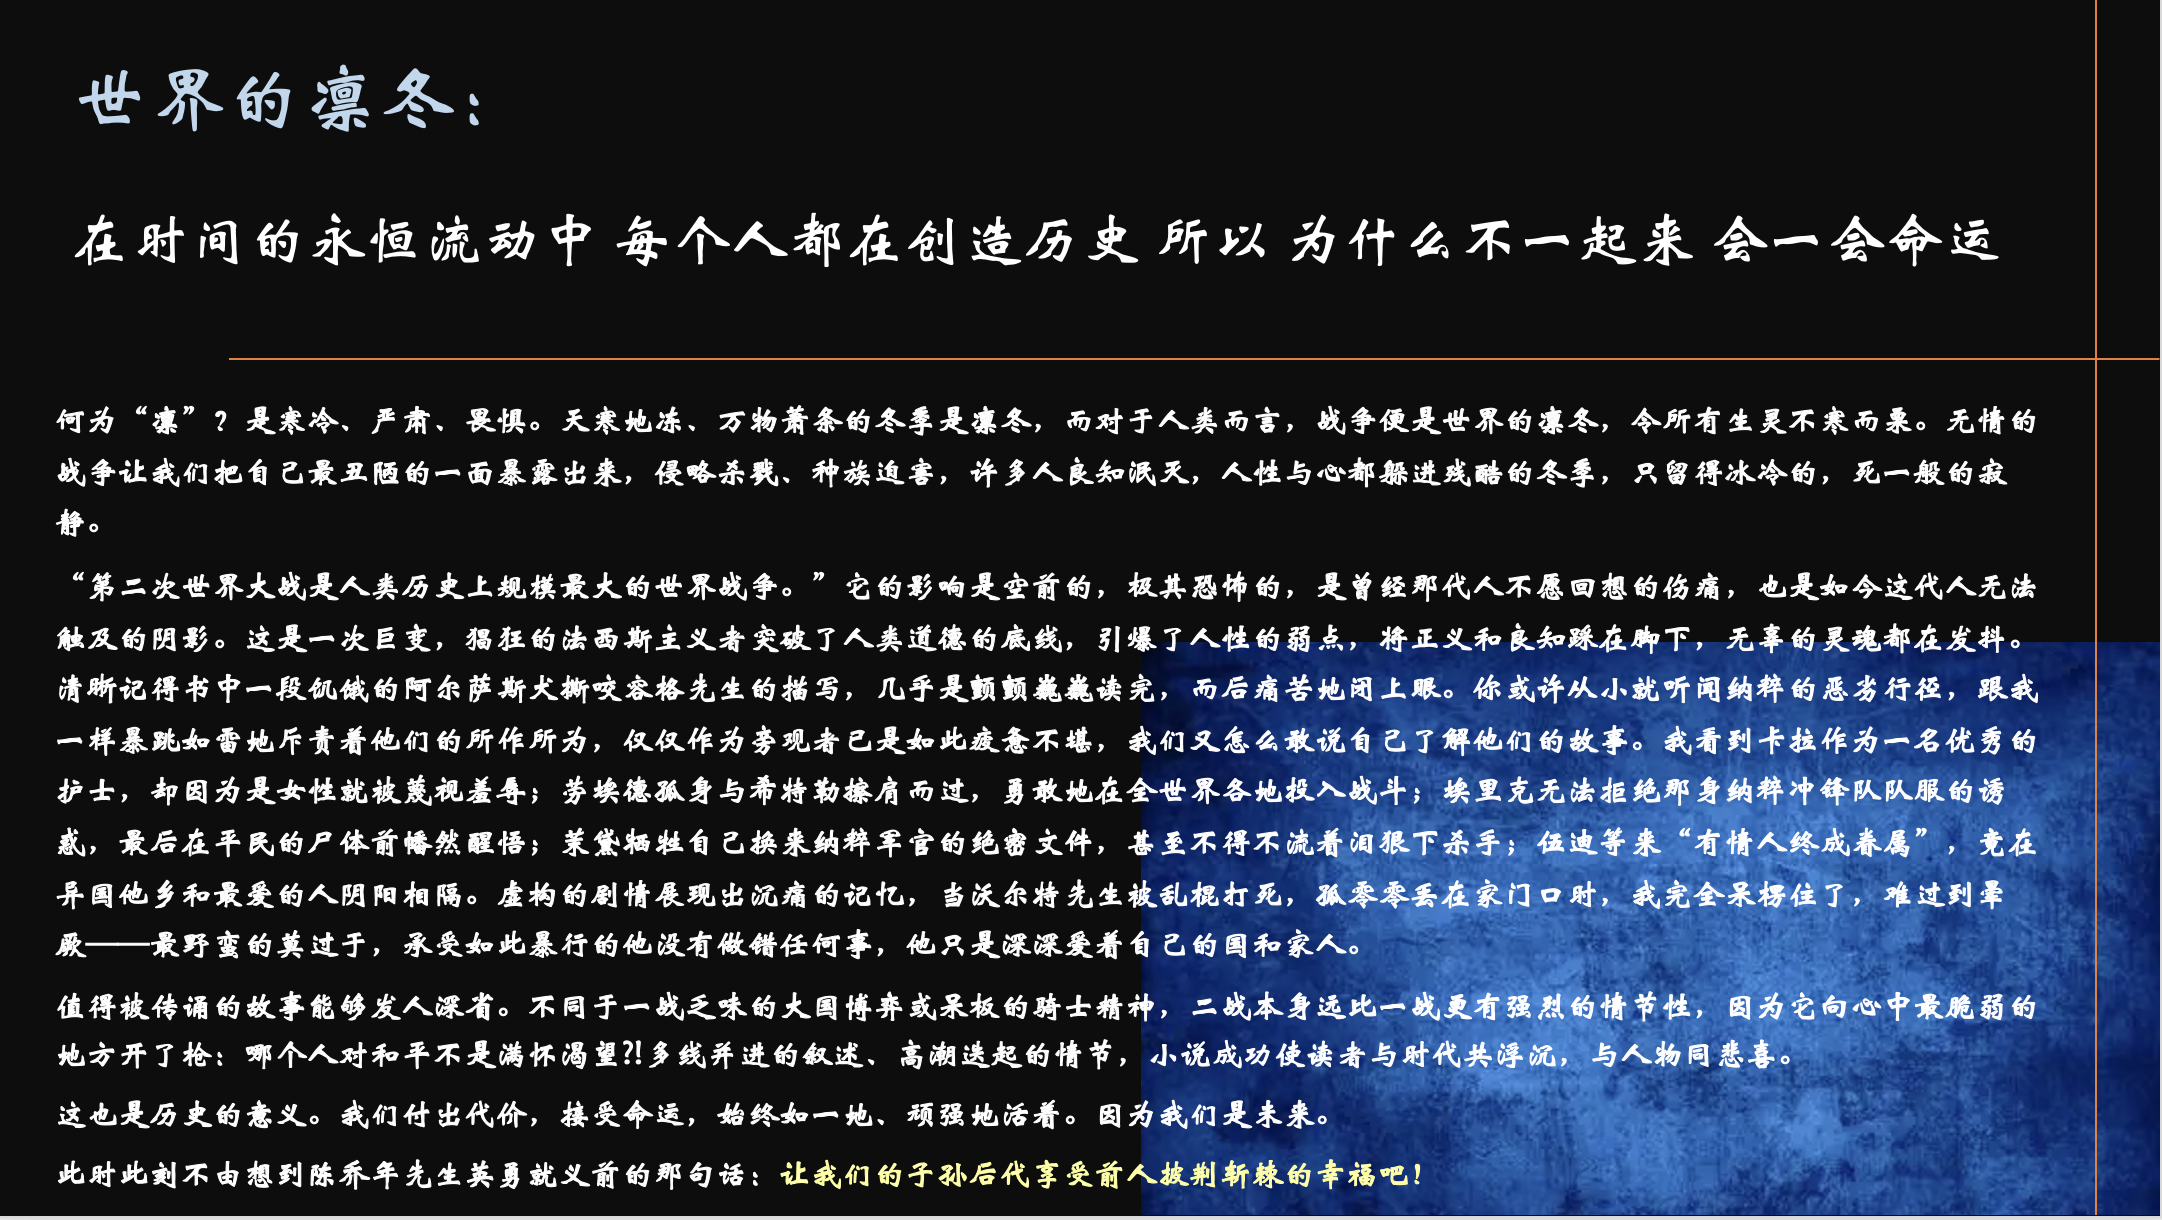 世界的凛冬：
在时间的永恒流动中 每个人都在创造历史 所以 为什么不一起来 会一会命运
何为“凛”？是寒冷、严肃、畏惧。天寒地冻、万物萧条的冬季是凛冬，而对于人类而言，战争便是世界的凛冬，令所有生灵不寒而栗。无情的
战争让我们把自己最丑陋的一面暴露出来，侵略杀戮、种族迫害，许多人良知泯灭，人性与心都躲进残酷的冬季，只留得冰冷的，死一般的寂
静。
“第二次世界大战是人类历史上规模最大的世界战争。”它的影响是空前的，极其恐怖的，是曾经那代人不愿回想的伤痛，也是如今这代人无法
触及的阴影。这是一次巨变，猖狂的法西斯主义者突破了人类道德的底线，引爆了人性的弱点，将正义和良知踩在脚下，无辜的灵魂都在发抖。
清晰记得书中一段饥饿的阿尔萨斯犬撕咬容格先生的描写，几乎是颤颤巍巍读完，而后痛苦地闭上眼。你或许从小就听闻纳粹的恶劣行径，跟我
一样暴跳如雷地斥责着他们的所作所为，仅仅作为旁观者已是如此疲惫不堪，我们又怎么敢说自己了解他们的故事。我看到卡拉作为一名优秀的
护士，却因为是女性就被蔑视羞辱；劳埃德孤身与希特勒擦肩而过，勇敢地在全世界各地投入战斗；埃里克无法拒绝那身纳粹冲锋队队服的诱
惑，最后在平民的尸体前幡然醒悟；茉黛牺牲自己换来纳粹军官的绝密文件，甚至不得不流着泪狠下杀手；伍迪等来“有情人终成眷属”，竟在
异国他乡和最爱的人阴阳相隔。虚构的剧情展现出沉痛的记忆，当沃尔特先生被乱棍打死，孤零零丢在家门口时，我完全呆楞住了，难过到晕
厥——最野蛮的莫过于，承受如此暴行的他没有做错任何事，他只是深深爱着自己的国和家人。
值得被传诵的故事能够发人深省。不同于一战乏味的大国博弈或呆板的骑士精神，二战本身远比一战更有强烈的情节性，因为它向心中最脆弱的
地方开了枪：哪个人对和平不是满怀渴望?!多线并进的叙述、高潮迭起的情节，小说成功使读者与时代共浮沉，与人物同悲喜。
这也是历史的意义。我们付出代价，接受命运，始终如一地、顽强地活着。因为我们是未来。
此时此刻不由想到陈乔年先生英勇就义前的那句话：让我们的子孙后代享受前人披荆斩棘的幸福吧！